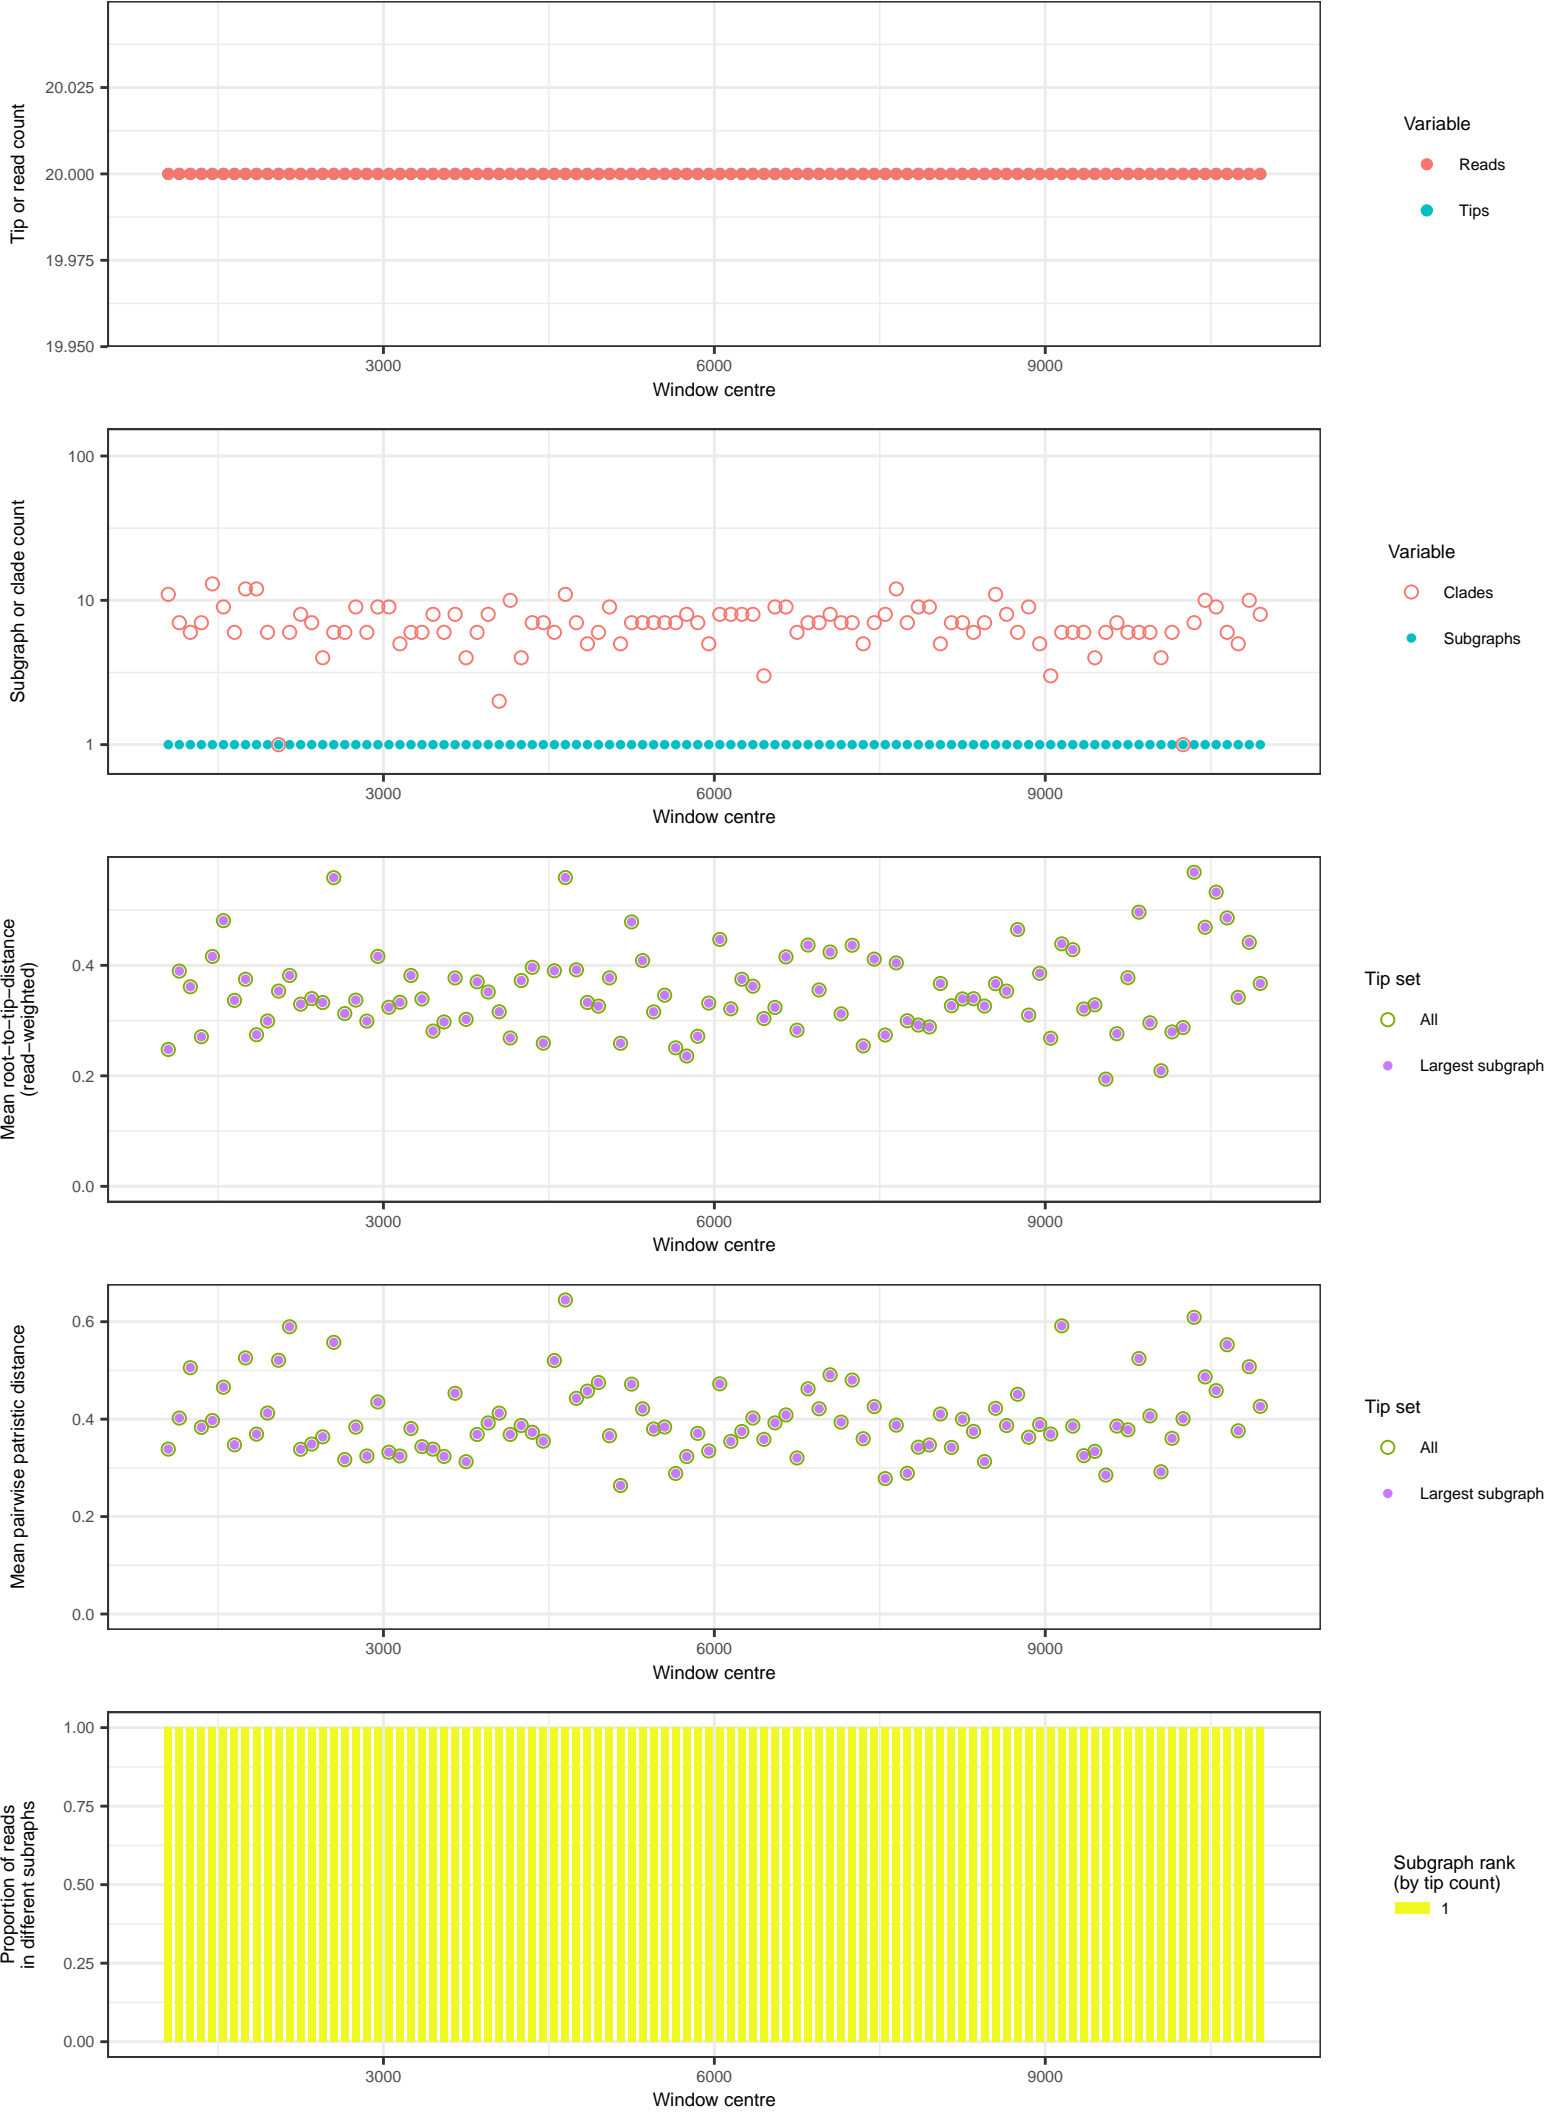 Tip or read count
20.025
20.000
19.975
19.950
3000
6000
9000
Window centre
Variable
Reads
Tips
Subgraph or clade count
100
10
1
3000
6000
9000
Window centre
Variable
Clades
Subgraphs
Mean root−to−tip−distance
(read−weighted)
0.4
0.2
0.0
3000
6000
9000
Window centre
Tip set
All
Largest subgraph
Mean pairwise patristic distance
0.6
0.4
0.2
0.0
3000
6000
9000
Window centre
Tip set
All
Largest subgraph
Proportion of reads
in different subraphs
1.00
0.75
0.50
0.25
0.00
3000
6000
9000
Window centre
Subgraph rank
(by tip count)
1